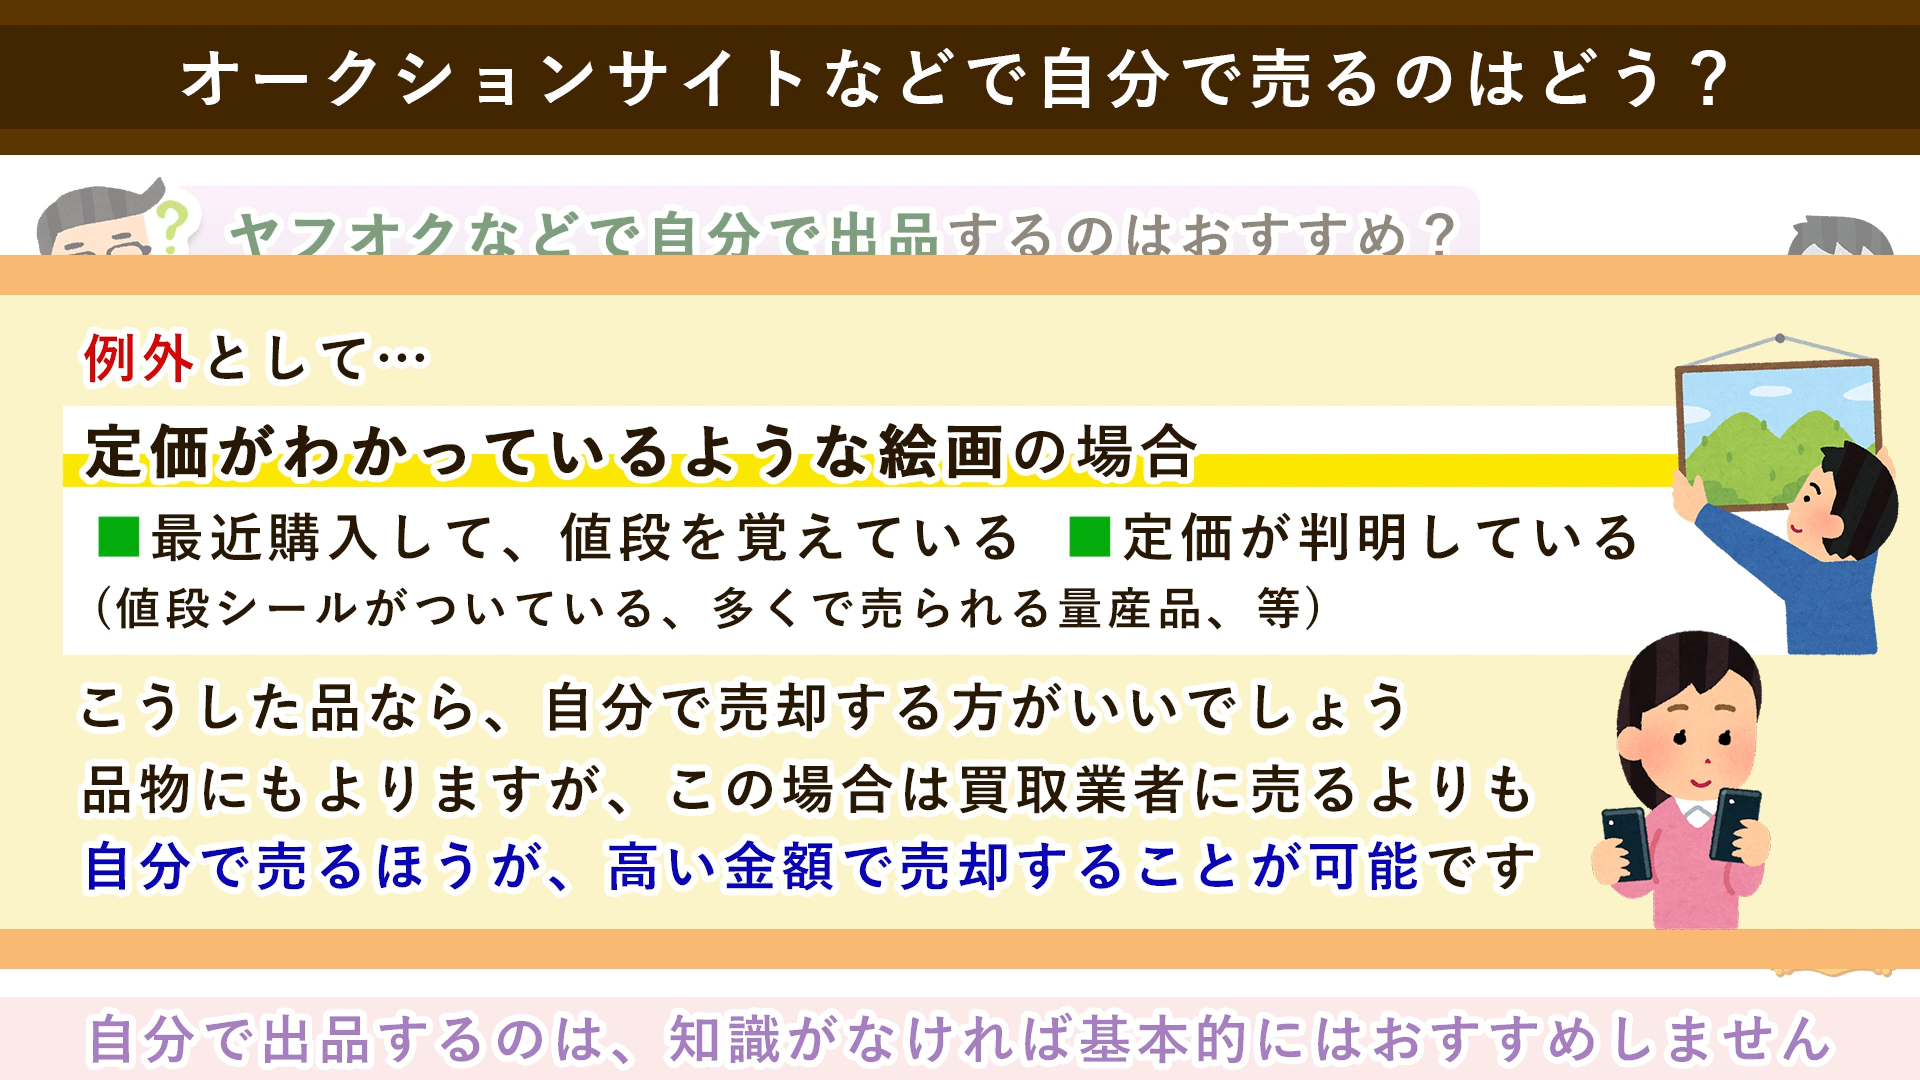 オークションサイトなどで自分で売るのはどう？
ヤフオクなどで自分で出品するのはおすすめ？
例外として…
定価がわかっているような絵画の場合
■最近購入して、値段を覚えている ■定価が判明している
（値段シールがついている、多くで売られる量産品、等）
こうした品なら、自分で売却する方がいいでしょう
品物にもよりますが、この場合は買取業者に売るよりも
自分で売るほうが、高い金額で売却することが可能です
自分で出品するのは、知識がなければ基本的にはおすすめしません